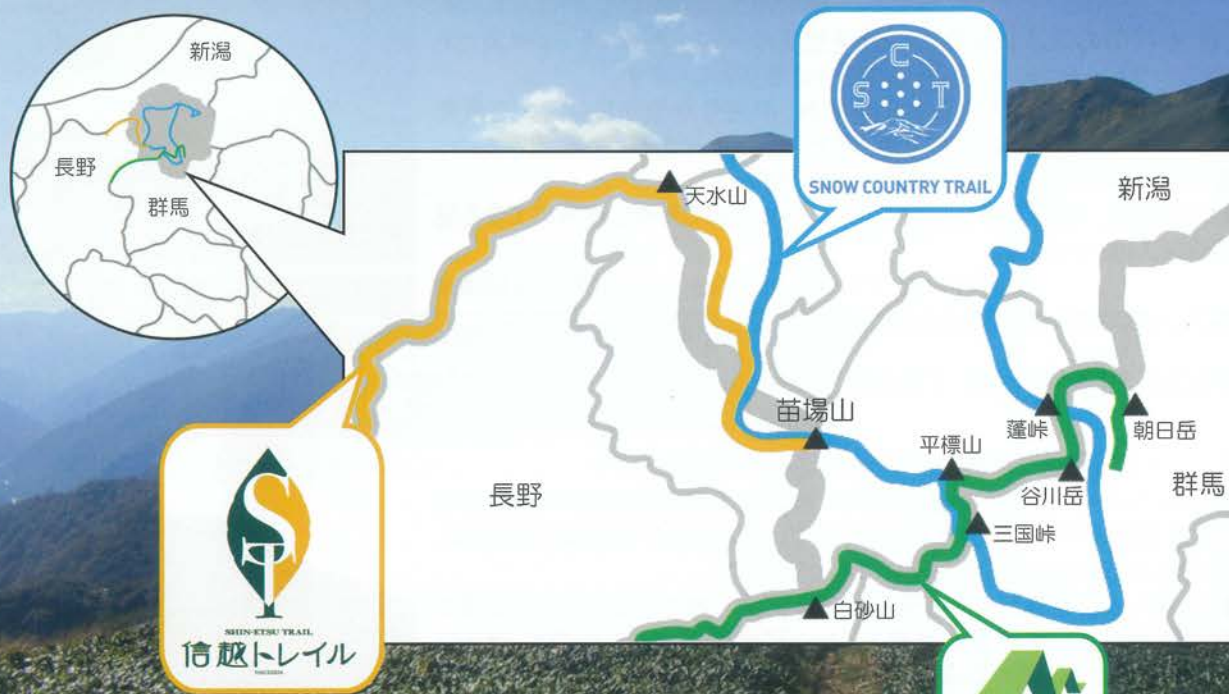 新潟
長野
群馬
C
S T
SNOW COUNTRY TRAIL
天水山
新潟
苗場山
平標山
蓬峠
朝日岳
谷川岳
群馬
長野
三国峠
白砂山
ST
SHIN-ETSU TRAIL
信越トレイル